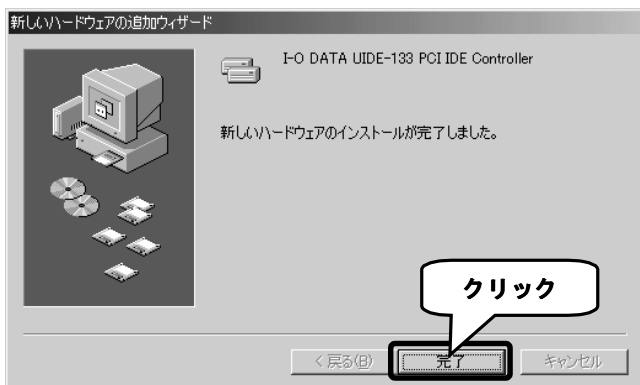 新しいハードウェアの追加ウィザード
I-O DATA UIDE-133 PCI IDE Controller
新しいハードウェアのインストールが完了しました。
クリック
< 戻る(B)
完了
キャンセル